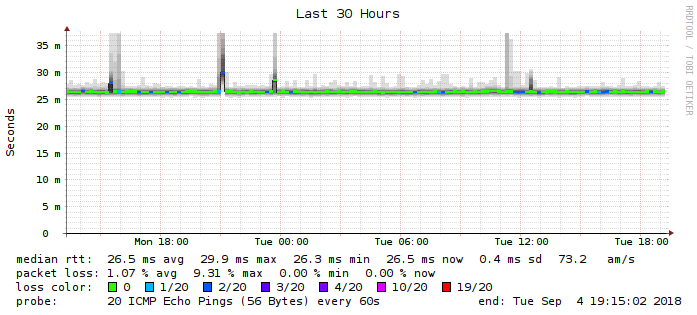 Last 30 Hours
RRDTOOL / TOBI OETIKER
Seconds
35 m
30 m
25 m
20 m
15 m
10 m
5 m
0
Mon 18:00 Tue 00:00 Tue 06:00 Tue 12:00 Tue 18:00
median rtt: 26.5 ms avg 29.9 ms max 26.3 ms min 26.5 ms now 0.4 ms sd 73.2 am/s
packet loss: 1.07 % avg 9.31 % max 0.00 % min 0.00 % now
loss color: 0 1/20 2/20 3/20 4/20 10/20 19/20
probe: 20 ICMP Echo Pings (56 Bytes) every 60s end: Tue Sep 4 19:15:02 2018